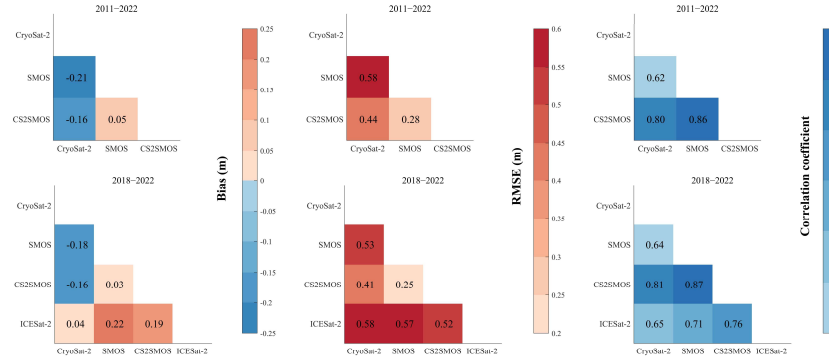 2011−2022
CryoSat-2
SMOS
CS2SMOS
-0.21
-0.16
0.05
CryoSat-2
SMOS
CS2SMOS
2018−2022
CryoSat-2
SMOS
CS2SMOS
ICESat-2
-0.18
-0.16
0.03
0.04
0.22
0.19
CryoSat-2
SMOS
CS2SMOS
ICESat-2
0.25
0.2
0.15
0.1
0.05
0
-0.05
-0.1
-0.15
-0.2
-0.25
Bias (m)
2011−2022
CryoSat-2
SMOS
CS2SMOS
0.58
0.44
0.28
CryoSat-2
SMOS
CS2SMOS
2018−2022
CryoSat-2
SMOS
CS2SMOS
ICESat-2
0.53
0.41
0.25
0.58
0.57
0.52
CryoSat-2
SMOS
CS2SMOS
ICESat-2
0.6
0.55
0.5
0.45
0.4
0.35
0.3
0.25
0.2
RMSE (m)
2011−2022
CryoSat-2
SMOS
CS2SMOS
0.62
0.80
0.86
CryoSat-2
SMOS
CS2SMOS
2018−2022
CryoSat-2
SMOS
CS2SMOS
ICESat-2
0.64
0.81
0.87
0.65
0.71
0.76
CryoSat-2
SMOS
CS2SMOS
ICESat-2
Correlation coefficient